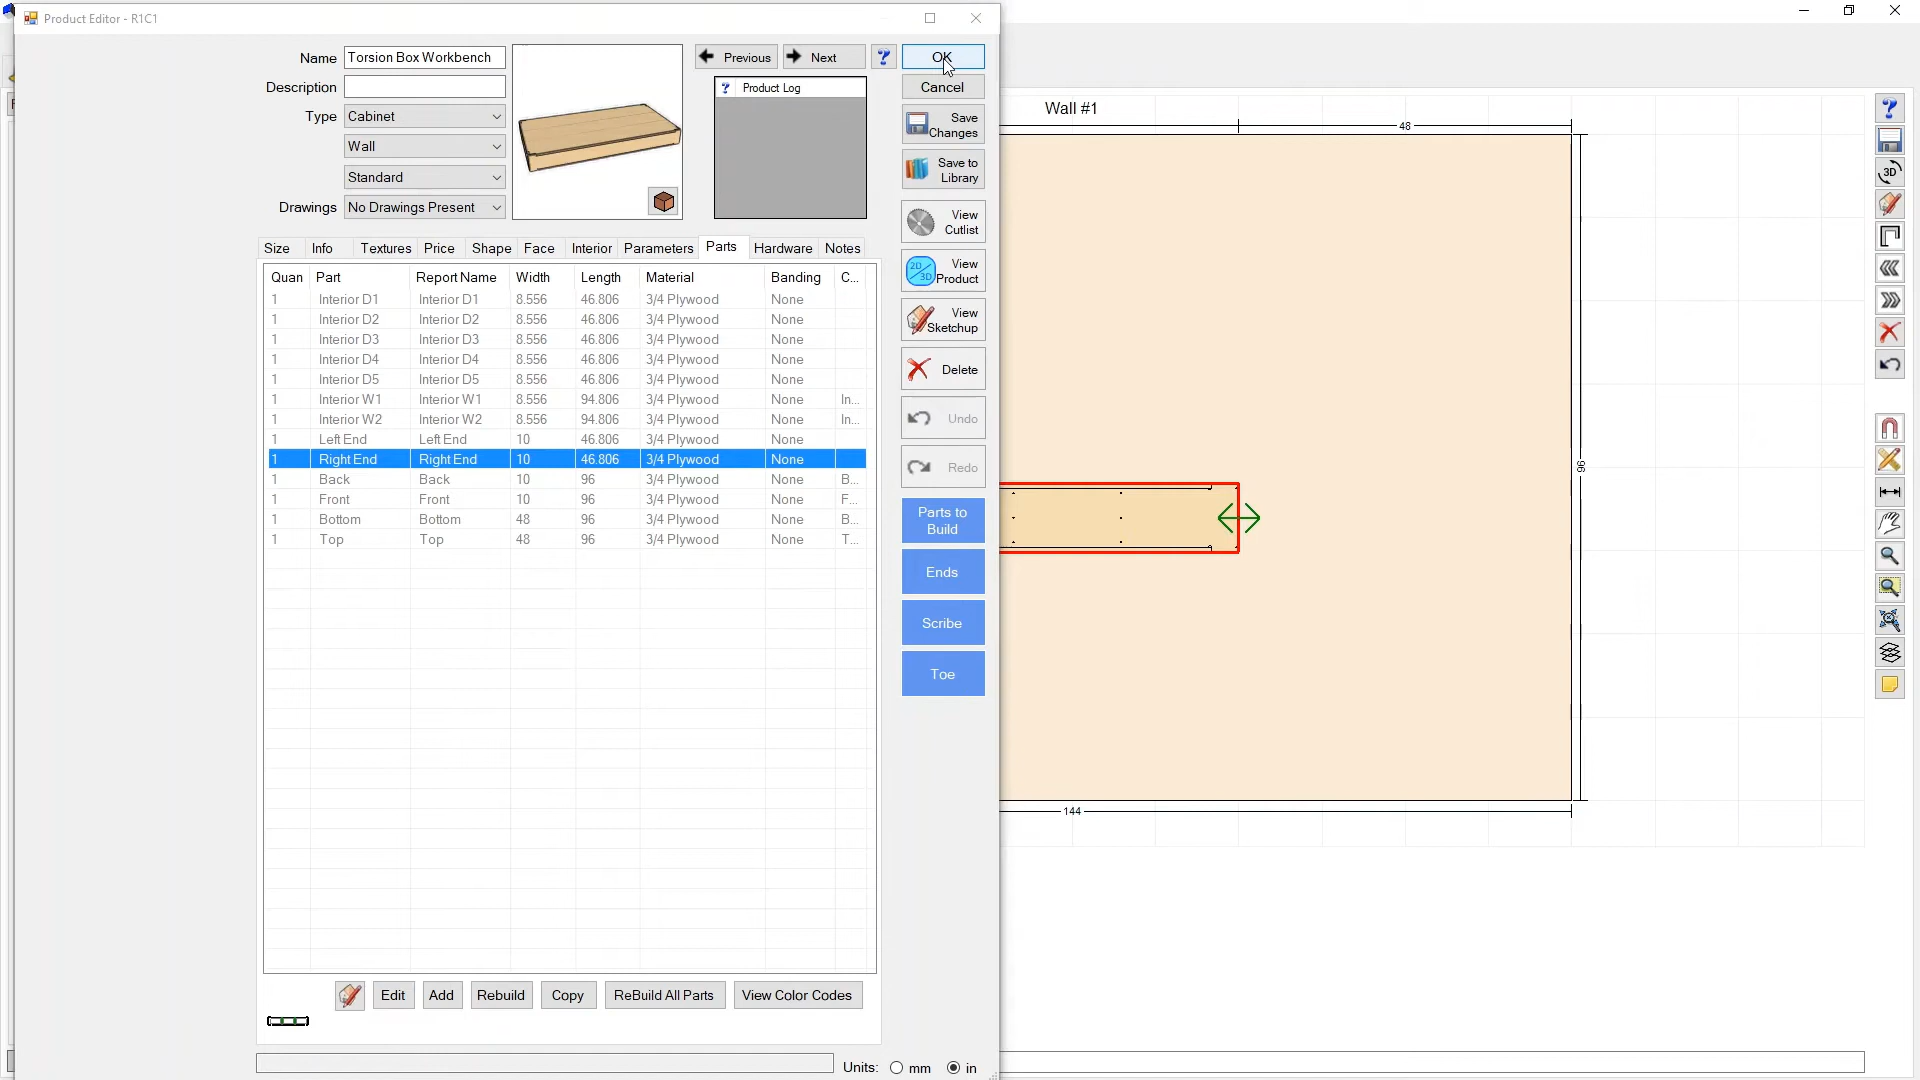 Product Editor - R1C1
Name Torsion Box Workbench
Description
Type Cabinet
Wall
Standard
Drawings No Drawings Present
Previous Next ? OK
? Product Log
Cancel
Save Changes
Save to Library
View Cutlist
2D/3D View Product
View Sketchup
Delete
Undo
Redo
Parts to Build
Ends
Scribe
Toe
Size Info Textures Price Shape Face Interior Parameters Parts Hardware Notes
Quan Part Report Name Width Length Material Banding C...
1 Interior D1 Interior D1 8.556 46.806 3/4 Plywood None
1 Interior D2 Interior D2 8.556 46.806 3/4 Plywood None
1 Interior D3 Interior D3 8.556 46.806 3/4 Plywood None
1 Interior D4 Interior D4 8.556 46.806 3/4 Plywood None
1 Interior D5 Interior D5 8.556 46.806 3/4 Plywood None
1 Interior W1 Interior W1 8.556 94.806 3/4 Plywood None In...
1 Interior W2 Interior W2 8.556 94.806 3/4 Plywood None In...
1 Left End Left End 10 46.806 3/4 Plywood None
1 Right End Right End 10 46.806 3/4 Plywood None
1 Back Back 10 96 3/4 Plywood None B...
1 Front Front 10 96 3/4 Plywood None F...
1 Bottom Bottom 48 96 3/4 Plywood None B...
1 Top Top 48 96 3/4 Plywood None T...
Edit Add Rebuild Copy ReBuild All Parts View Color Codes
Units: mm in
Wall #1
48
96
144
?
3D